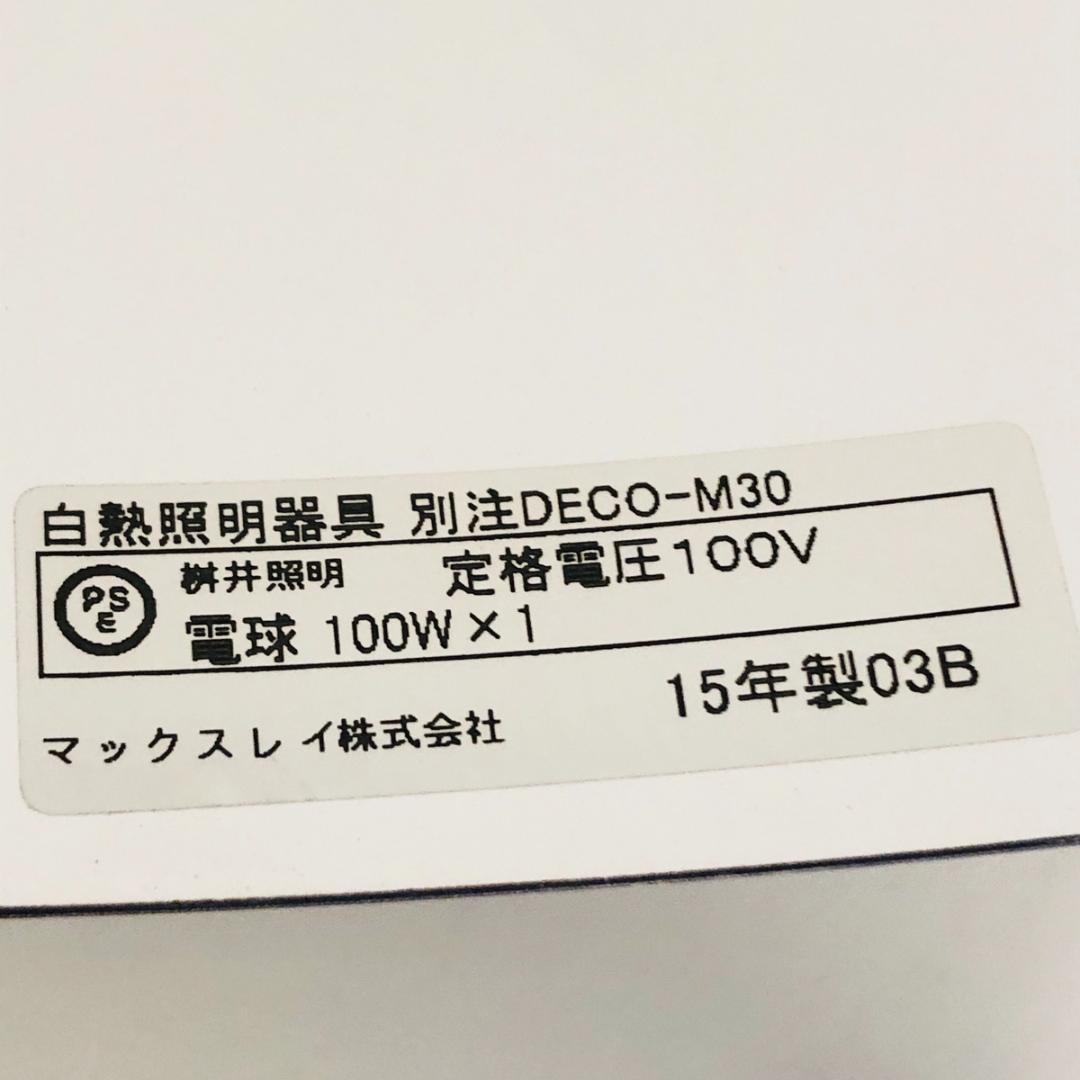 白熱照明器具 別注DECO-M30
PS
E
桝井照明 定格電圧100V
電球 100W×1
15年製03B
マックスレイ株式会社